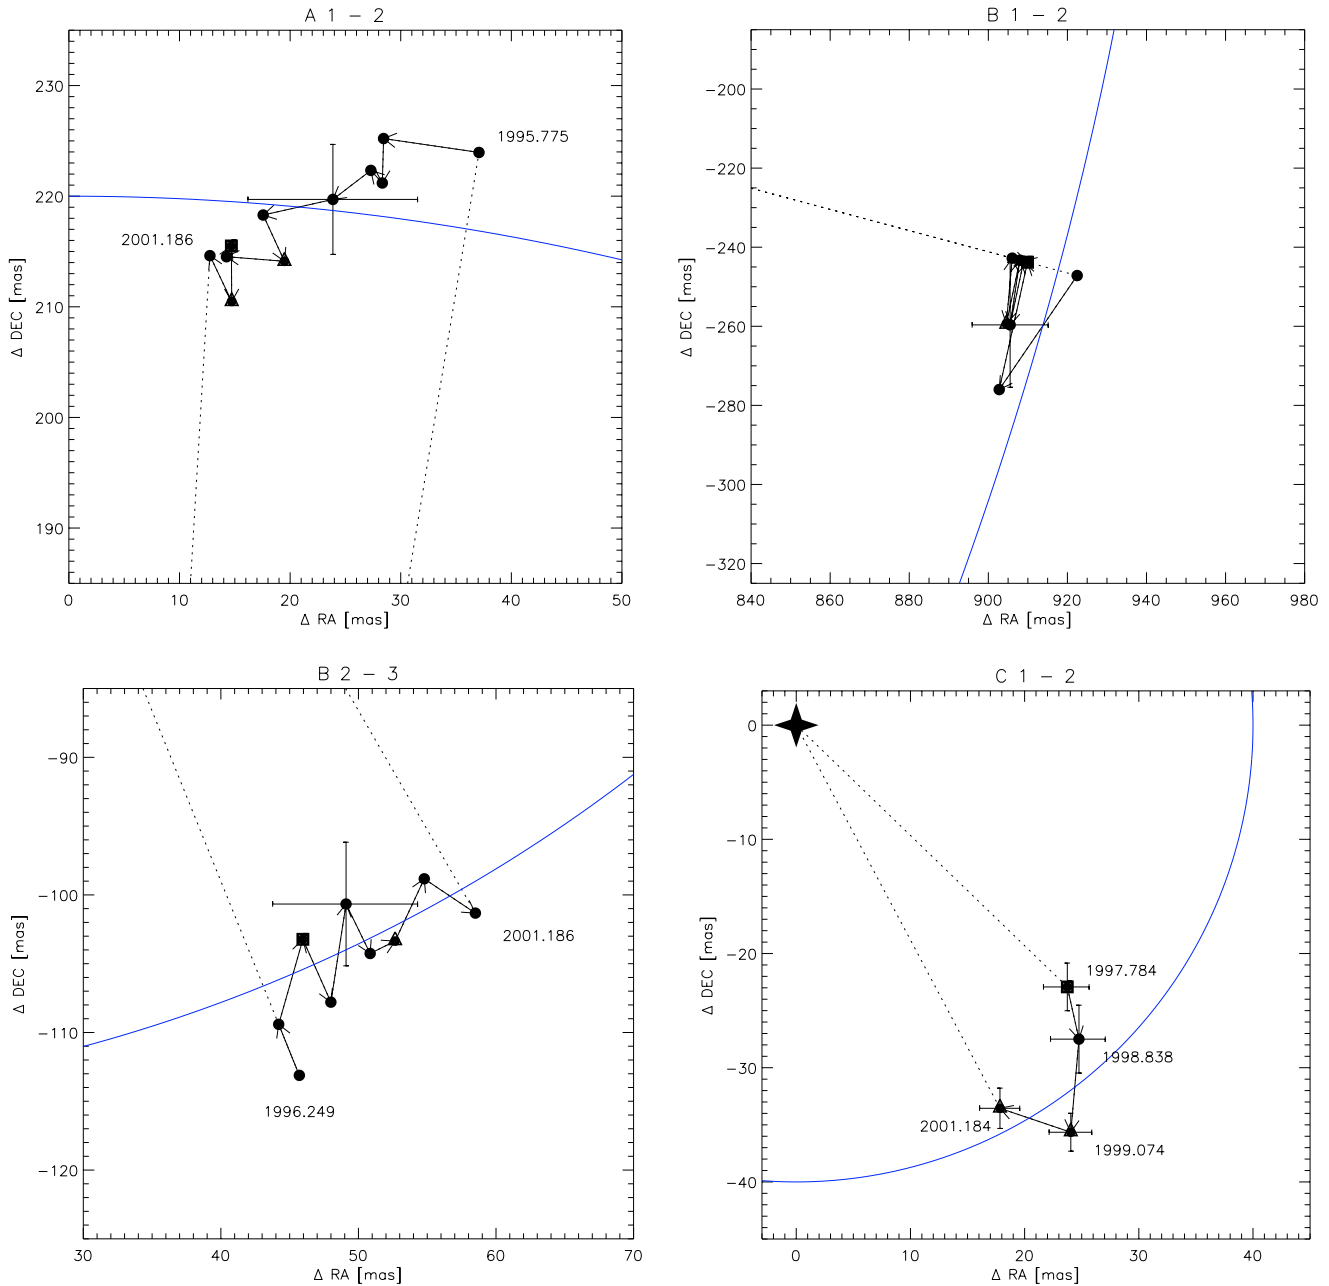 A 1 – 2
230
220
210
200
190
0 10 20 30 40 50
Δ DEC [mas]
Δ RA [mas]
1995.775
2001.186
B 1 – 2
−200
−220
−240
−260
−280
−300
−320
840 860 880 900 920 940 960 980
Δ DEC [mas]
Δ RA [mas]
B 2 – 3
−90
−100
−110
−120
30 40 50 60 70
Δ DEC [mas]
Δ RA [mas]
2001.186
1996.249
C 1 – 2
0
−10
−20
−30
−40
0 10 20 30 40
Δ DEC [mas]
Δ RA [mas]
1997.784
1998.838
2001.184
1999.074